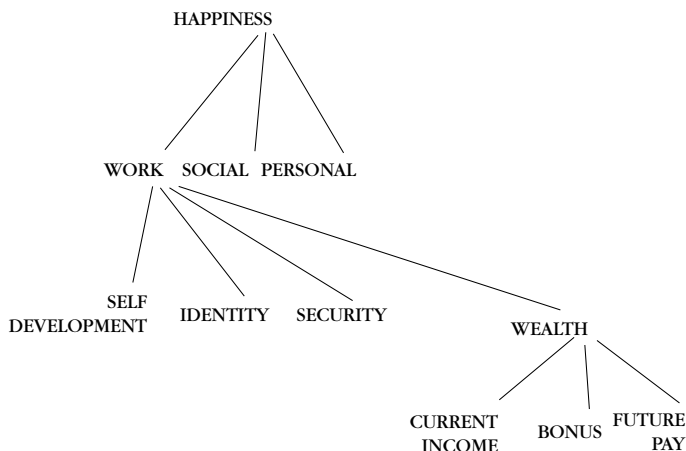 HAPPINESS
WORK SOCIAL PERSONAL
SELF
DEVELOPMENT
IDENTITY
SECURITY
WEALTH
CURRENT
INCOME
BONUS
FUTURE
PAY